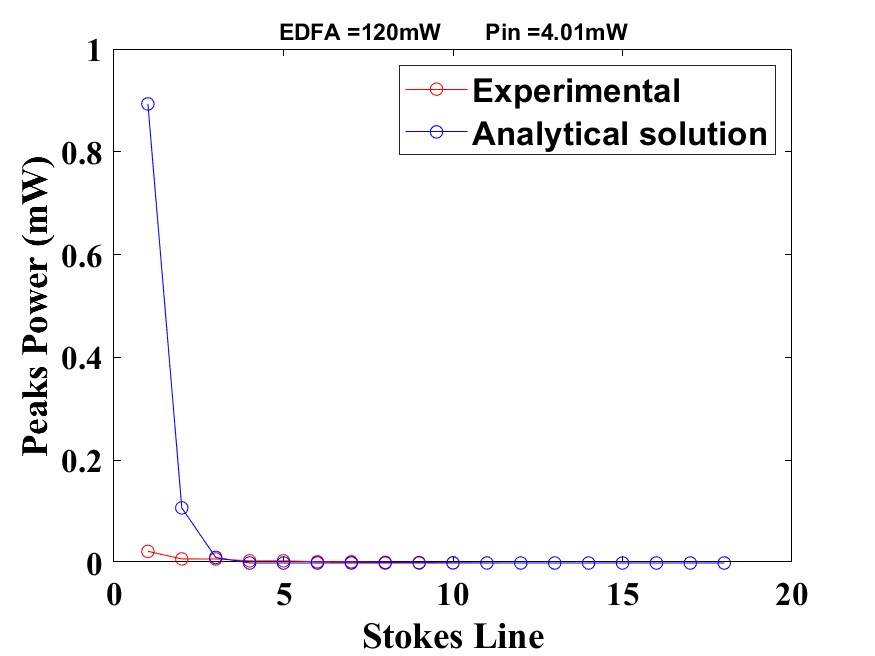 EDFA =120mW Pin =4.01mW
1
Experimental
Analytical solution
0.8
0.6
0.4
0.2
0
Peaks Power (mW)
0 5 10 15 20
Stokes Line